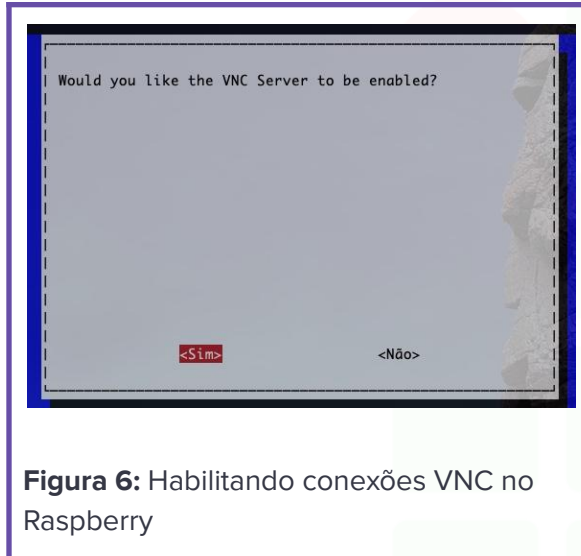 Would you like the VNC Server to be enabled?
<Sim> <Não>
Figura 6: Habilitando conexões VNC no
Raspberry